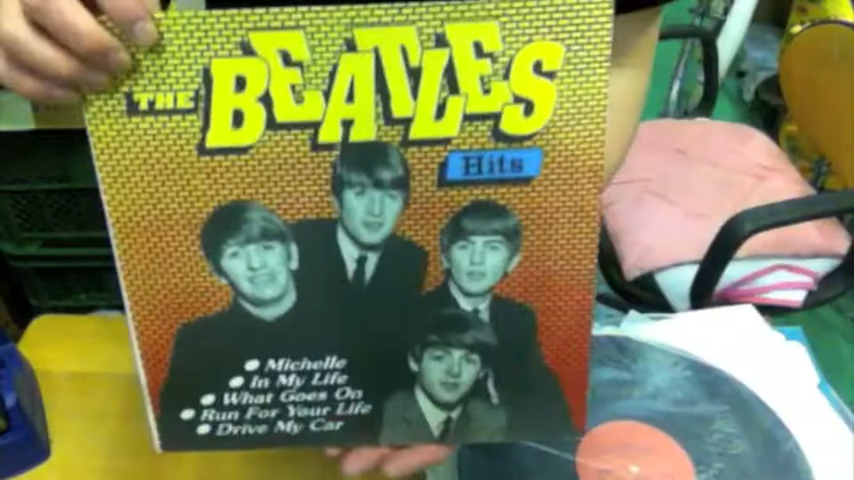 THE BEATLES
Hits
Michelle
In My Life
What Goes On
Run For Your Life
Drive My Car